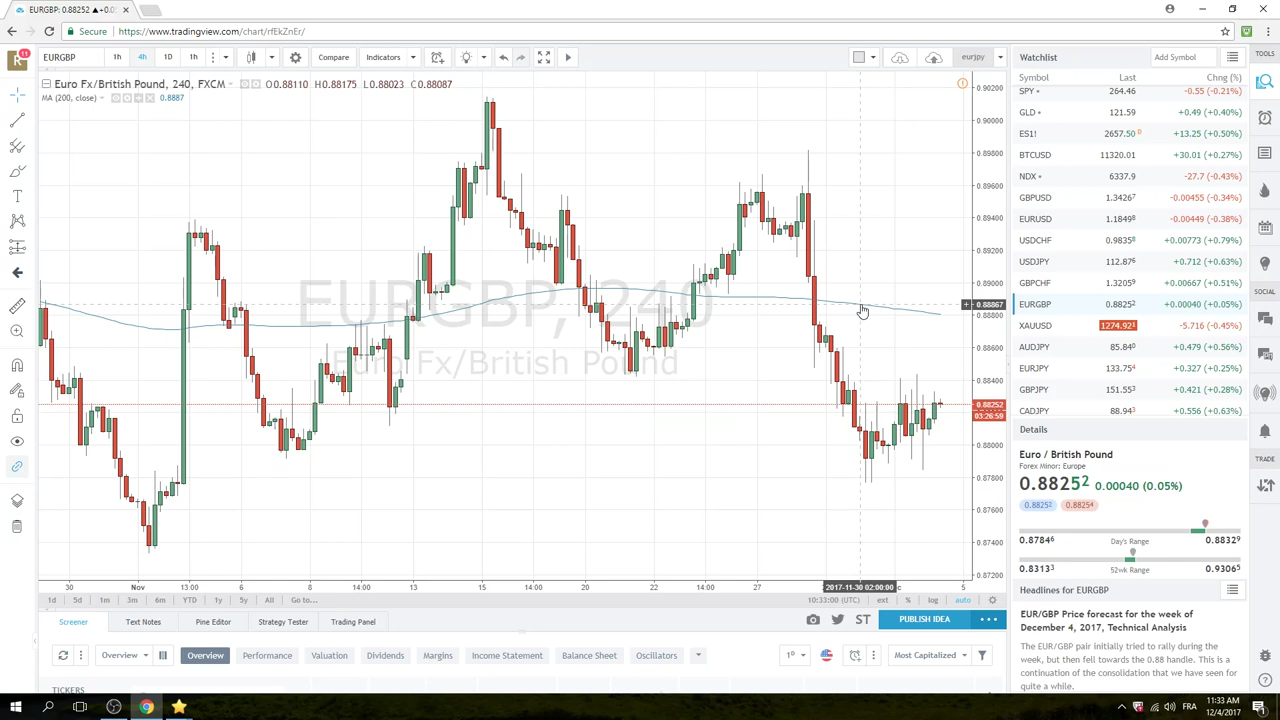 EURGBP: 0.88252 ▲+0.0
Secure | https://www.tradingview.com/chart/rfEkZnEr/
R 11
EURGBP 1h 4h 1D 1h Compare Indicators eurjpy
Euro Fx/British Pound, 240, FXCM O0.88110 H0.88175 L0.88023 C0.88087
MA (200, close) 0.8887
EURGBP, 240
Euro Fx/British Pound
0.90200
0.90000
0.89800
0.89600
0.89400
0.89200
0.89000
0.88867
0.88800
0.88600
0.88400
0.88252
03:26:59
0.88000
0.87800
0.87600
0.87400
0.87200
30 Nov 13:00 6 8 14:00 13 15 14:00 20 22 14:00 27 2017-11-30 02:00:00 c 5
1d 5d 1m 3m 6m YTD 1y 5y All Go to... 10:33:00 (UTC) ext % log auto
Screener Text Notes Pine Editor Strategy Tester Trading Panel ST PUBLISH IDEA
Overview Overview Performance Valuation Dividends Margins Income Statement Balance Sheet Oscillators 1D Most Capitalized
TICKERS
Watchlist Add Symbol
Symbol Last Chng (%)
SPY 264.46 -0.55 (-0.21%)
GLD 121.59 +0.49 (+0.40%)
ES1! 2657.50 D +13.25 (+0.50%)
BTCUSD 11320.01 +30.01 (+0.27%)
NDX 6337.9 -27.7 (-0.43%)
GBPUSD 1.34267 -0.00455 (-0.34%)
EURUSD 1.18498 -0.00449 (-0.38%)
USDCHF 0.98358 +0.00773 (+0.79%)
USDJPY 112.876 +0.712 (+0.63%)
GBPCHF 1.32059 +0.00667 (+0.51%)
EURGBP 0.88252 +0.00040 (+0.05%)
XAUUSD 1274.921 -5.716 (-0.45%)
AUDJPY 85.840 +0.479 (+0.56%)
EURJPY 133.754 +0.327 (+0.25%)
GBPJPY 151.553 +0.421 (+0.28%)
CADJPY 88.943 +0.556 (+0.63%)
Details
Euro / British Pound
Forex Minor: Europe
0.88252 0.00040 (0.05%)
0.88252 0.88254
0.87846 Day's Range 0.88329
0.83133 52wk Range 0.93065
Headlines for EURGBP
EUR/GBP Price forecast for the week of
December 4, 2017, Technical Analysis
The EUR/GBP pair initially tried to rally during the
week, but then fell towards the 0.88 handle. This is a
continuation of the consolidation that we have seen for
quite a while.
TOOLS
SOCIAL
TRADE
FRA
11:33 AM
12/4/2017